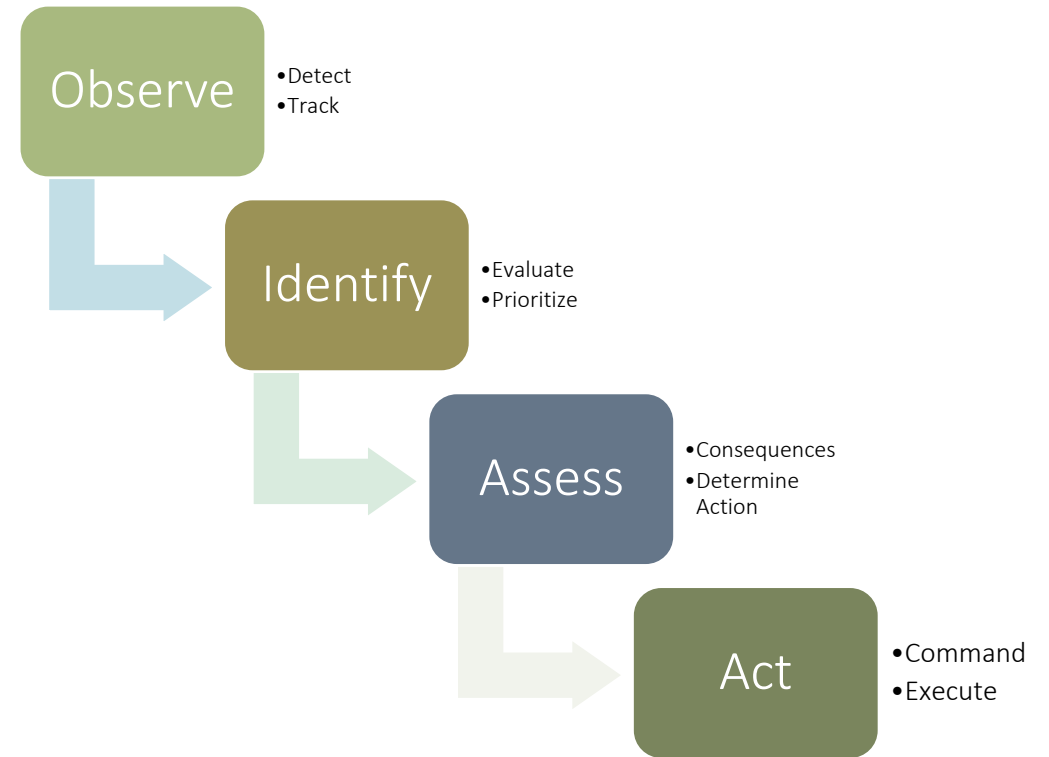 Observe
•Detect
•Track
Identify
•Evaluate
•Prioritize
Assess
•Consequences
•Determine
Action
Act
•Command
•Execute